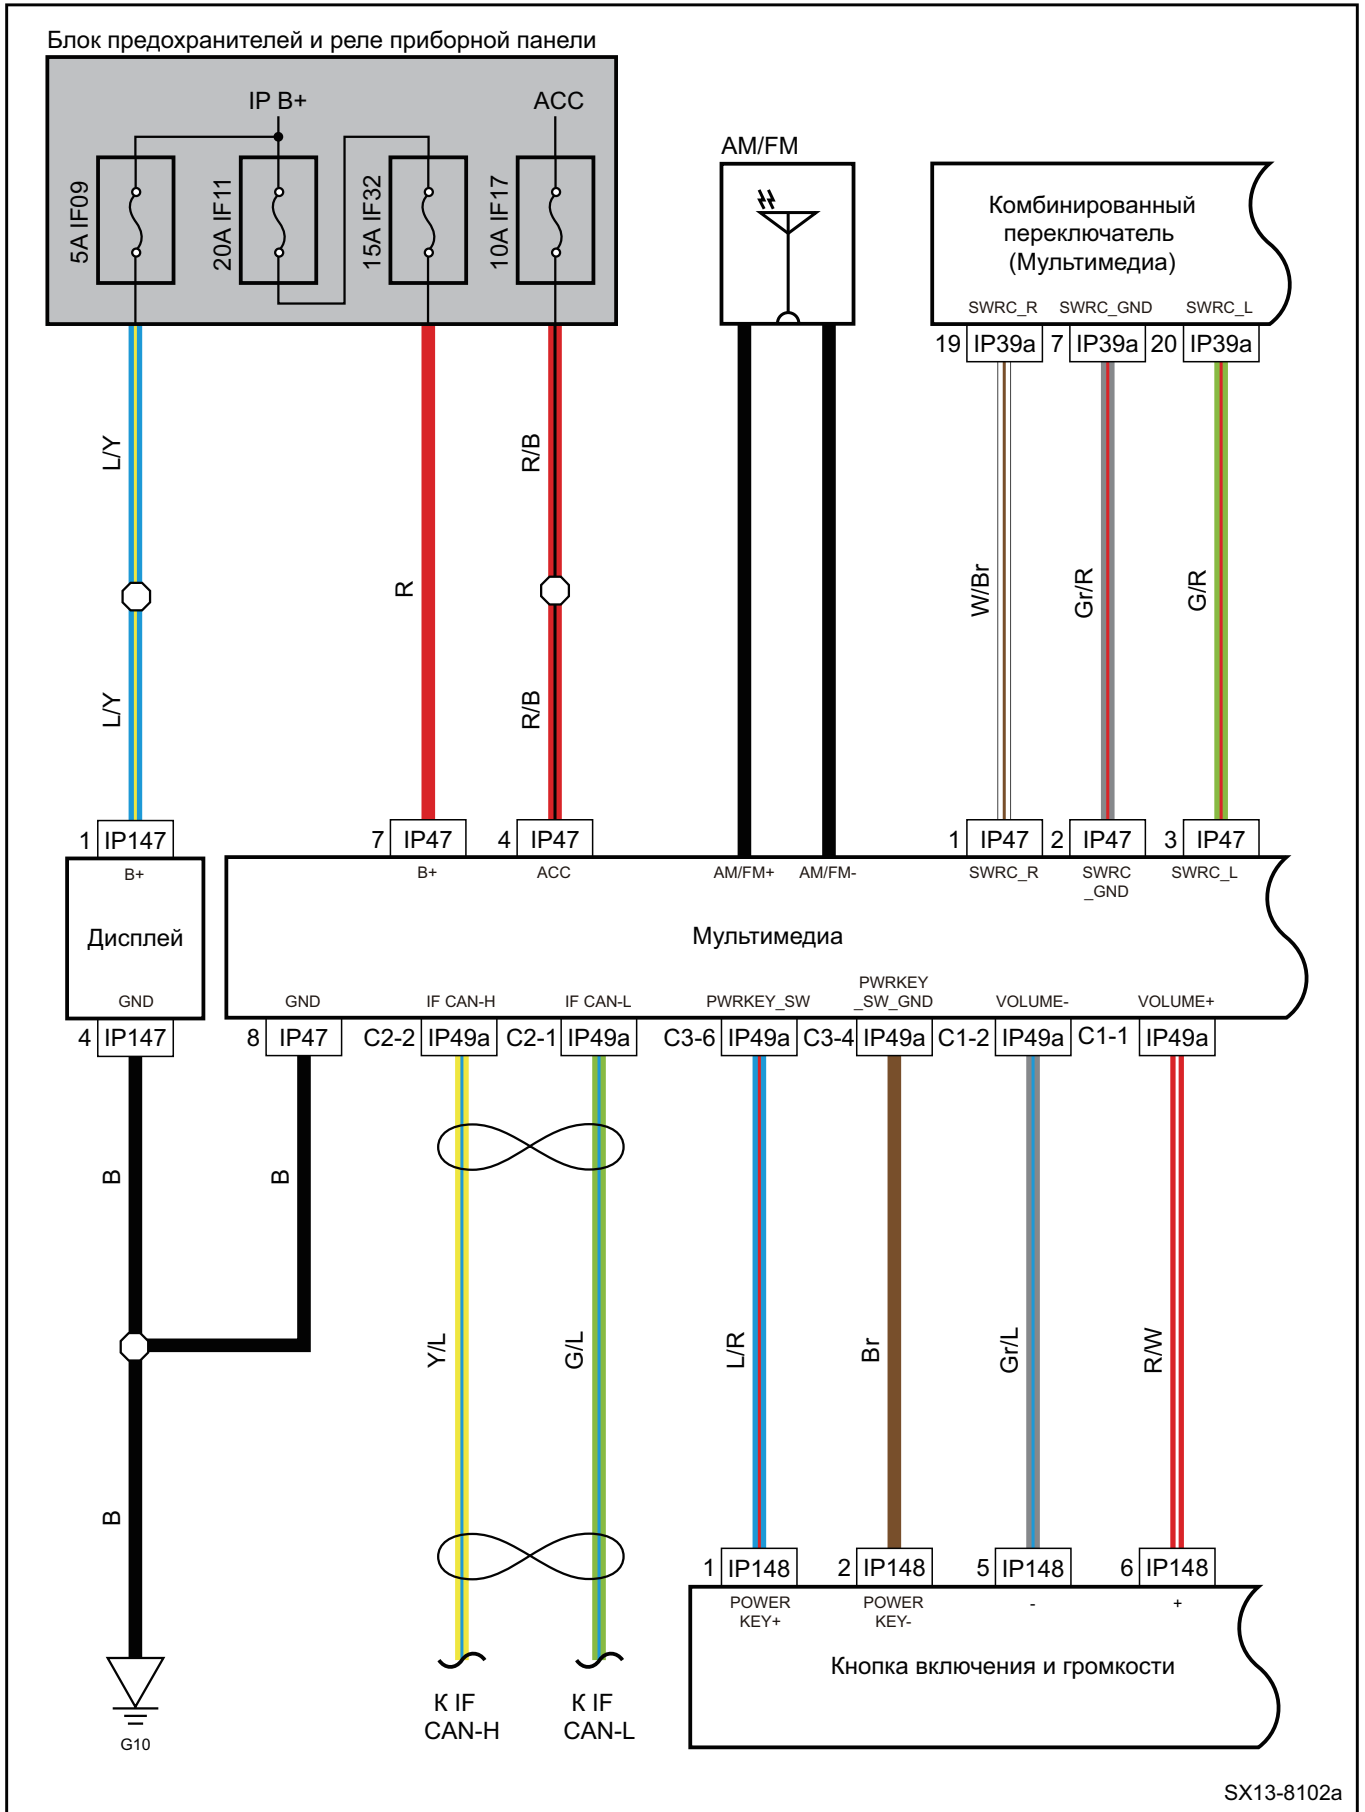 Блок предохранителей и реле приборной панели
IP B+
ACC
5A IF09
20A IF11
15A IF32
10A IF17
AM/FM
Комбинированный
переключатель
(Мультимедиа)
SWRC_R
SWRC_GND
SWRC_L
19 IP39a
7 IP39a
20 IP39a
L/Y
R
R/B
W/Br
Gr/R
G/R
L/Y
R/B
1 IP147
7 IP47
4 IP47
1 IP47
2 IP47
3 IP47
B+
B+
ACC
AM/FM+
AM/FM-
SWRC_R
SWRC
_GND
SWRC_L
Дисплей
Мультимедиа
GND
GND
IF CAN-H
IF CAN-L
PWRKEY_SW
PWRKEY
_SW_GND
VOLUME-
VOLUME+
4 IP147
8 IP47
C2-2 IP49a
C2-1 IP49a
C3-6 IP49a
C3-4 IP49a
C1-2 IP49a
C1-1 IP49a
B
B
Y/L
G/L
L/R
Br
Gr/L
R/W
B
1 IP148
2 IP148
5 IP148
6 IP148
POWER
KEY+
POWER
KEY-
-
+
Кнопка включения и громкости
К IF
CAN-H
К IF
CAN-L
G10
SX13-8102a